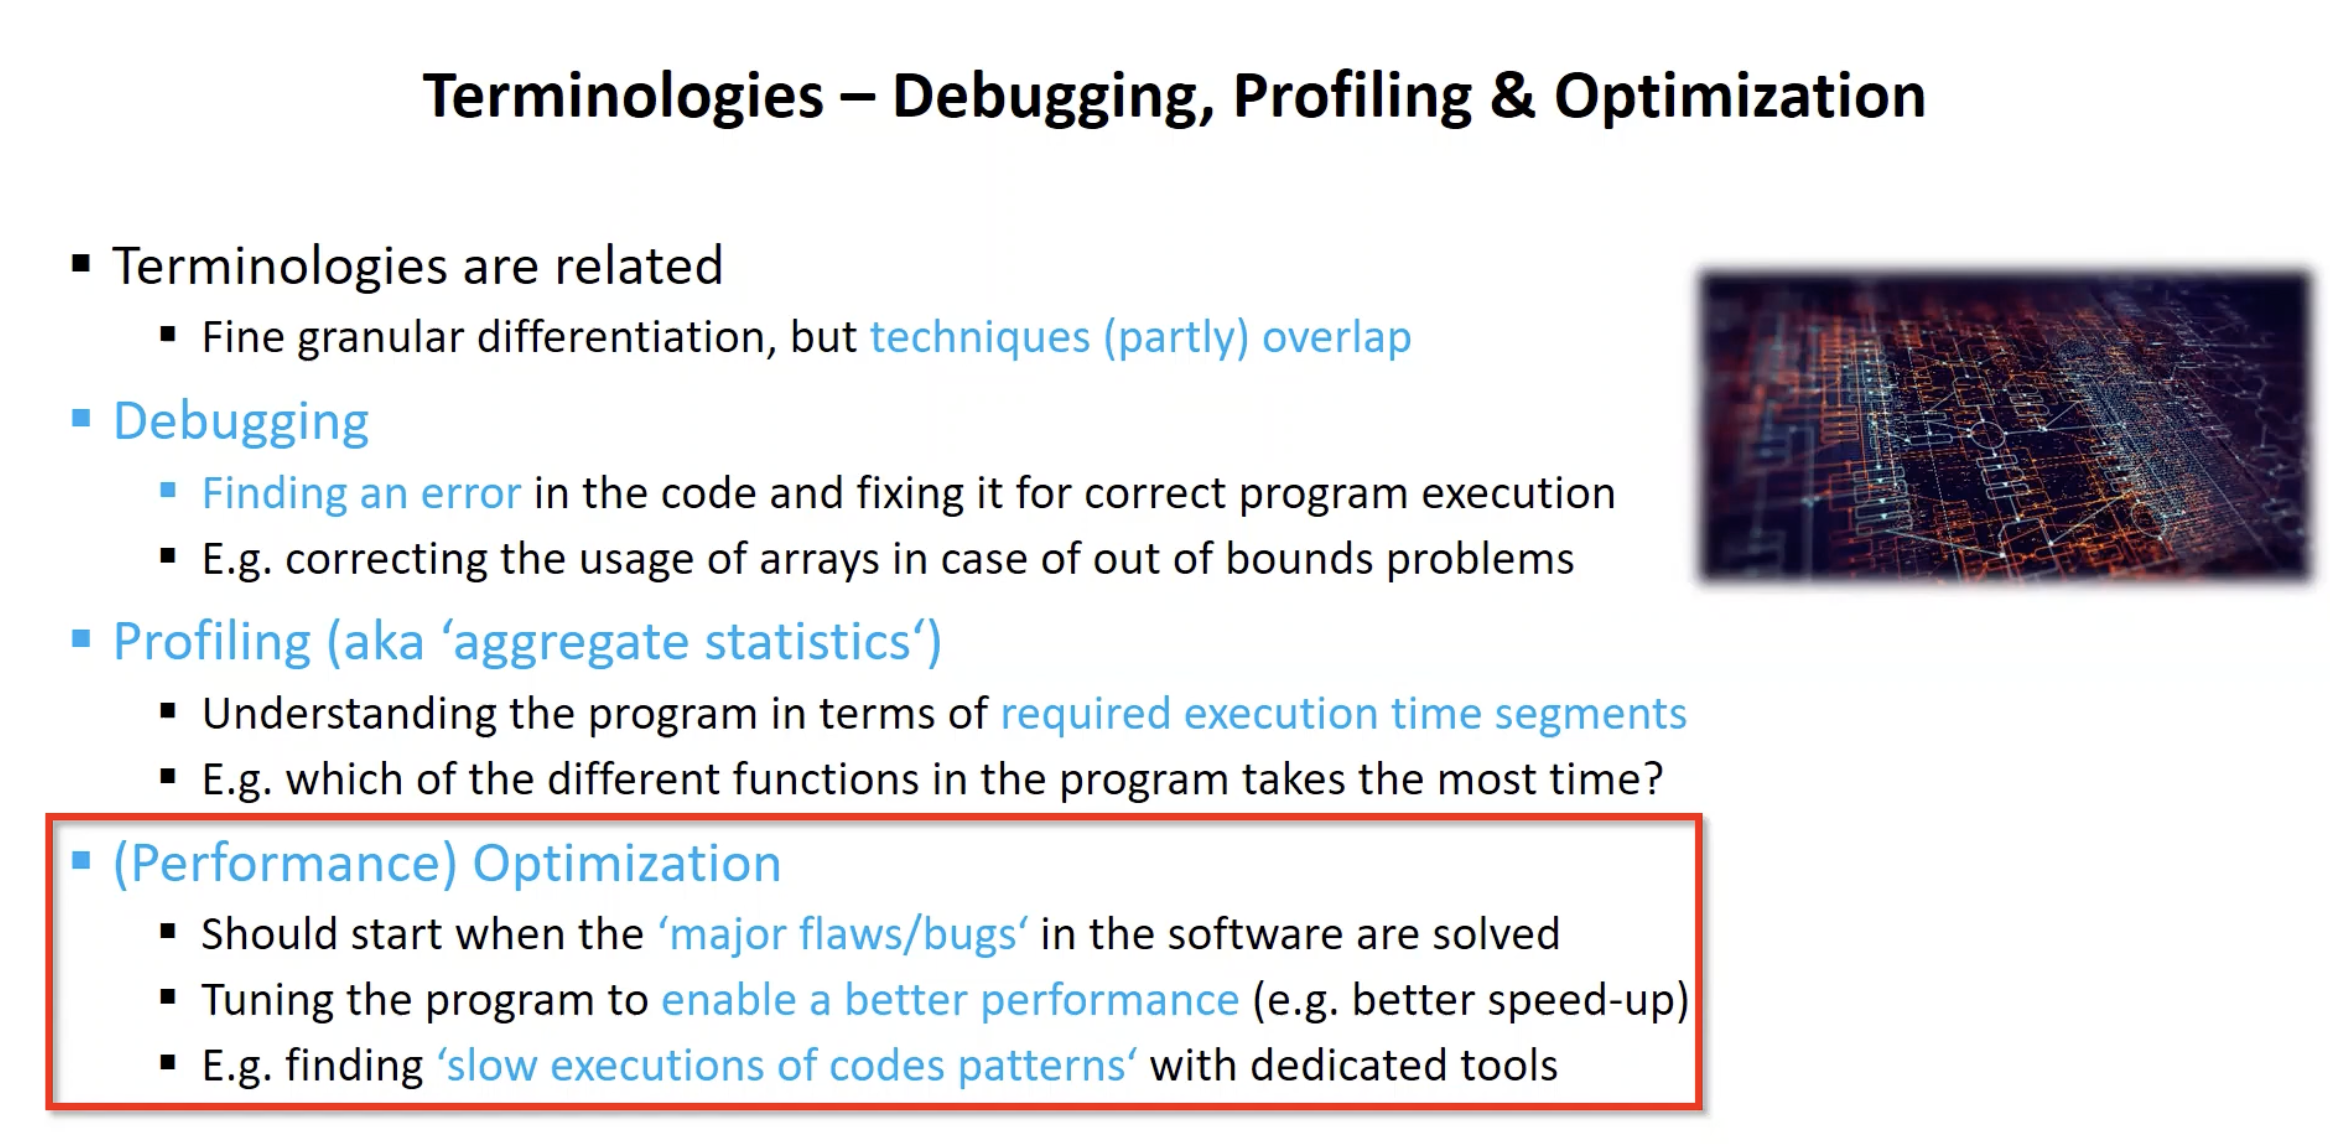 Terminologies – Debugging, Profiling & Optimization
▪ Terminologies are related
▪ Fine granular differentiation, but techniques (partly) overlap
▪ Debugging
▪ Finding an error in the code and fixing it for correct program execution
▪ E.g. correcting the usage of arrays in case of out of bounds problems
▪ Profiling (aka ‘aggregate statistics‘)
▪ Understanding the program in terms of required execution time segments
▪ E.g. which of the different functions in the program takes the most time?
▪ (Performance) Optimization
▪ Should start when the ‘major flaws/bugs‘ in the software are solved
▪ Tuning the program to enable a better performance (e.g. better speed-up)
▪ E.g. finding ‘slow executions of codes patterns‘ with dedicated tools